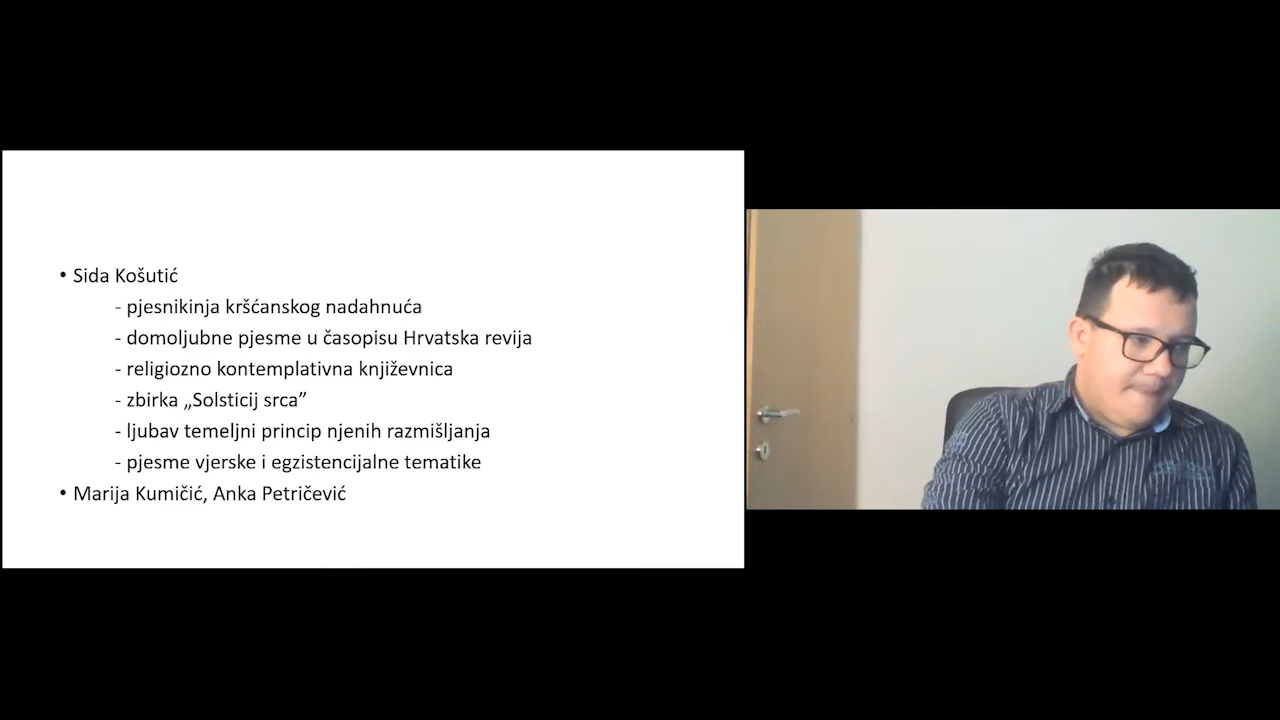 • Sida Košutić
- pjesnikinja kršćanskog nadahnuća
- domoljubne pjesme u časopisu Hrvatska revija
- religiozno kontemplativna književnica
- zbirka „Solsticij srca”
- ljubav temeljni princip njenih razmišljanja
- pjesme vjerske i egzistencijalne tematike
• Marija Kumičić, Anka Petričević